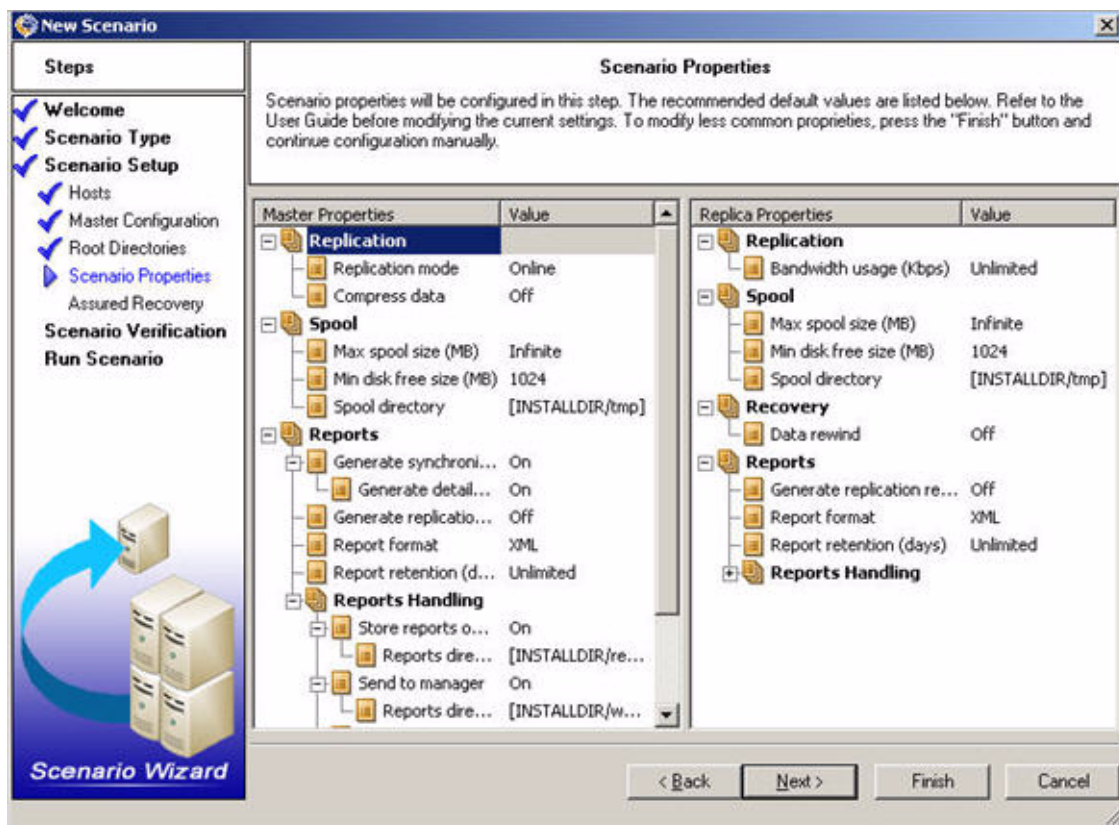 New Scenario
Steps
Welcome
Scenario Type
Scenario Setup
Hosts
Master Configuration
Root Directories
Scenario Properties
Assured Recovery
Scenario Verification
Run Scenario
Scenario Wizard
Scenario Properties
Scenario properties will be configured in this step. The recommended default values are listed below. Refer to the
User Guide before modifying the current settings. To modify less common proprieties, press the "Finish" button and
continue configuration manually.
Master Properties Value
Replication
Replication mode Online
Compress data Off
Spool
Max spool size (MB) Infinite
Min disk free size (MB) 1024
Spool directory [INSTALLDIR/tmp]
Reports
Generate synchroni... On
Generate detail... On
Generate replicatio... Off
Report format XML
Report retention (d... Unlimited
Reports Handling
Store reports o... On
Reports dire... [INSTALLDIR/re...
Send to manager On
Reports dire... [INSTALLDIR/w...
Replica Properties Value
Replication
Bandwidth usage (Kbps) Unlimited
Spool
Max spool size (MB) Infinite
Min disk free size (MB) 1024
Spool directory [INSTALLDIR/tmp]
Recovery
Data rewind Off
Reports
Generate replication re... Off
Report format XML
Report retention (days) Unlimited
Reports Handling
< Back Next > Finish Cancel